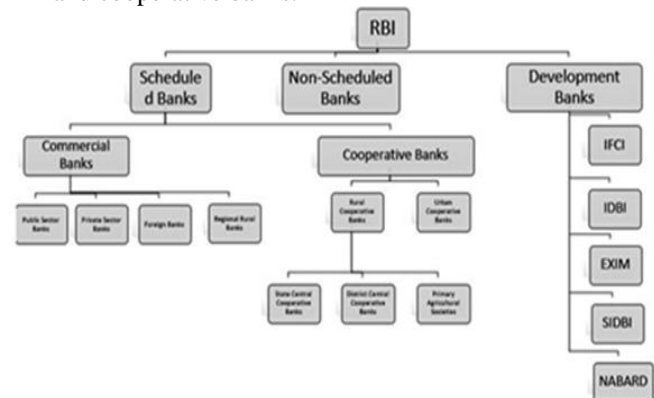 and cooperative banks.
RBI
Schedule
d Banks
Non-Scheduled
Banks
Development
Banks
Commercial
Banks
Cooperative Banks
IFCI
Public Sector
Banks
Private Sector
Banks
Foreign Banks
Regional Rural
Banks
Rural
Cooperative
Banks
Urban
Cooperative
Banks
IDBI
EXIM
State Central
Cooperative
Banks
District Central
Cooperative
Banks
Primary
Agricultural
Societies
SIDBI
NABARD